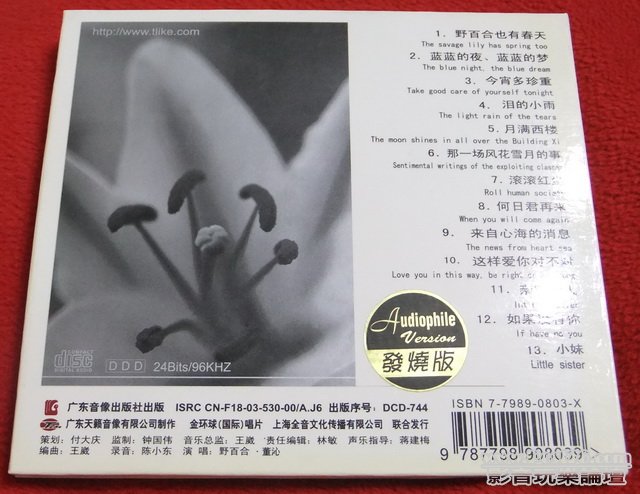 http://www.tlike.com
1. 野百合也有春天
The savage lily has spring too
2. 蓝蓝的夜、蓝蓝的梦
The blue night, the blue dream
3. 今宵多珍重
Take good care of yourself tonight
4. 泪的小雨
The light rain of the tears
5. 月满西楼
The moon shines in all over the Building Xi
6. 那一场风花雪月的事
Sentimental writings of the exploiting
7. 滚滚红
Roll human society
8. 何日君再来
When you will come again
9. 来自心海的消息
The news from heart sea
10. 这样爱你对不对
Love you in this way, be right
11.
12. 如果没有你
If have no you
13. 小妹
Little sister
Audiophile
Version
發燒版
COMPACT
disc
DIGITAL AUDIO
DDD
24Bits/96KHZ
广东音像出版社出版 ISRC CN-F18-03-530-00/A.J6 出版序号: DCD-744
广东天籁音像有限公司制作 金环球(国际)唱片 上海全音文化传播有限公司 联合发行
策划: 付大庆 监制: 钟国伟 音乐总监: 王崴 责任编辑: 林敏 声乐指导: 蒋建梅
编曲: 王崴 录音: 陈小东 演唱: 野百合·董沁
ISBN 7-7989-0803-X
9 787798 908039 >
影音玩樂論壇